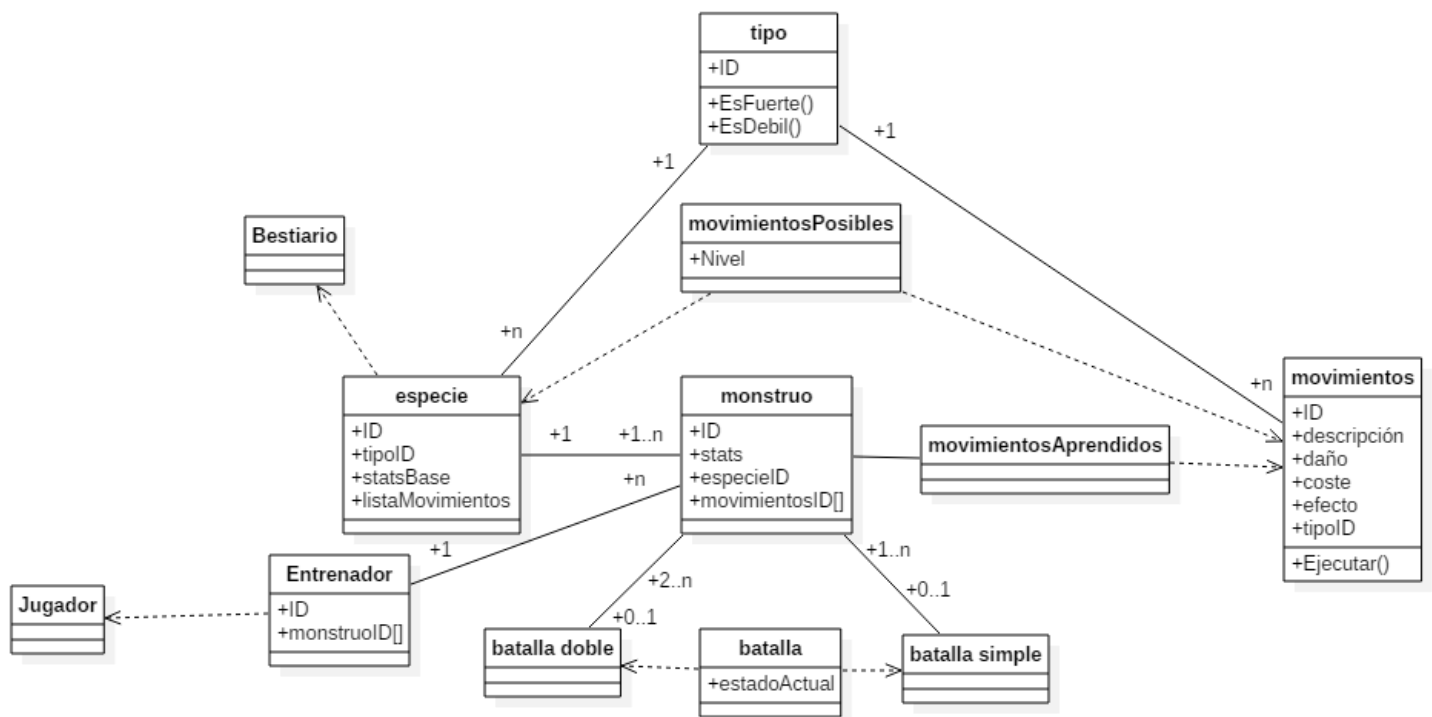 tipo
+ID
+EsFuerte()
+EsDebil()
+1
+1
movimientosPosibles
+Nivel
Bestiario
+n
+n
especie
+ID
+tipoID
+statsBase
+listaMovimientos
+1
+1..n
monstruo
+ID
+stats
+especieID
+movimientosID[]
movimientosAprendidos
movimientos
+ID
+descripción
+daño
+coste
+efecto
+tipoID
+Ejecutar()
+n
+1
Entrenador
+ID
+monstruoID[]
Jugador
+2..n
+0..1
+1..n
+0..1
batalla doble
batalla
+estadoActual
batalla simple